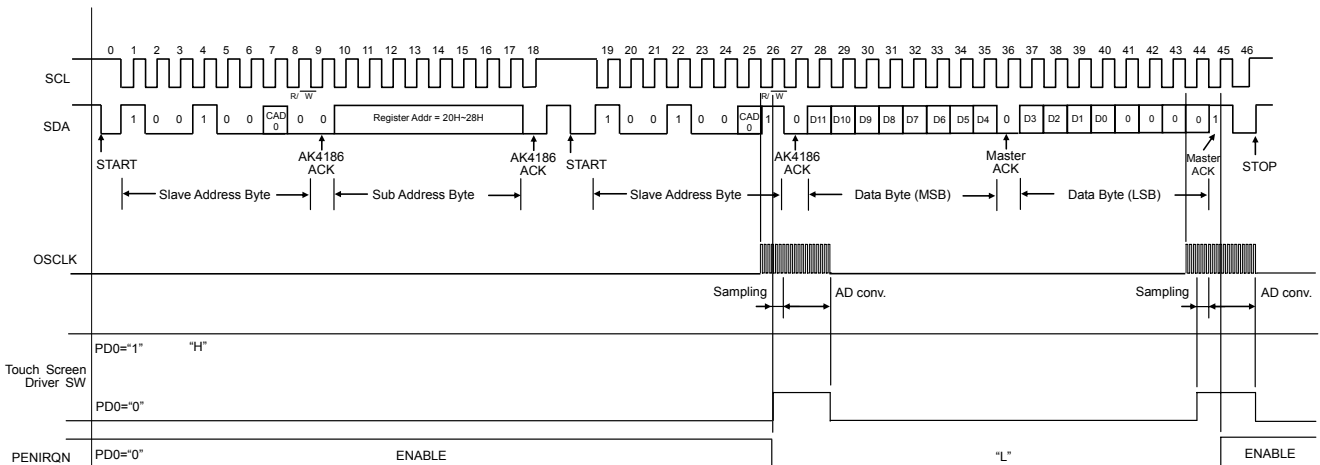 0 1 2 3 4 5 6 7 8 9 10 11 12 13 14 15 16 17 18 19 20 21 22 23 24 25 26 27 28 29 30 31 32 33 34 35 36 37 38 39 40 41 42 43 44 45 46
SCL
R/ W R/ W
SDA 1 0 0 1 0 0 CAD 0 0 0 Register Addr = 20H~28H 1 0 0 1 0 0 CAD 0 1 0 D11 D10 D9 D8 D7 D6 D5 D4 0 D3 D2 D1 D0 0 0 0 0 1
START AK4186 ACK AK4186 ACK START AK4186 ACK Master ACK Master ACK STOP
Slave Address Byte Sub Address Byte Slave Address Byte Data Byte (MSB) Data Byte (LSB)
OSCLK
Sampling AD conv. Sampling AD conv.
PD0="1" "H"
Touch Screen
Driver SW
PD0="0"
PENIRQN PD0="0" ENABLE "L" ENABLE